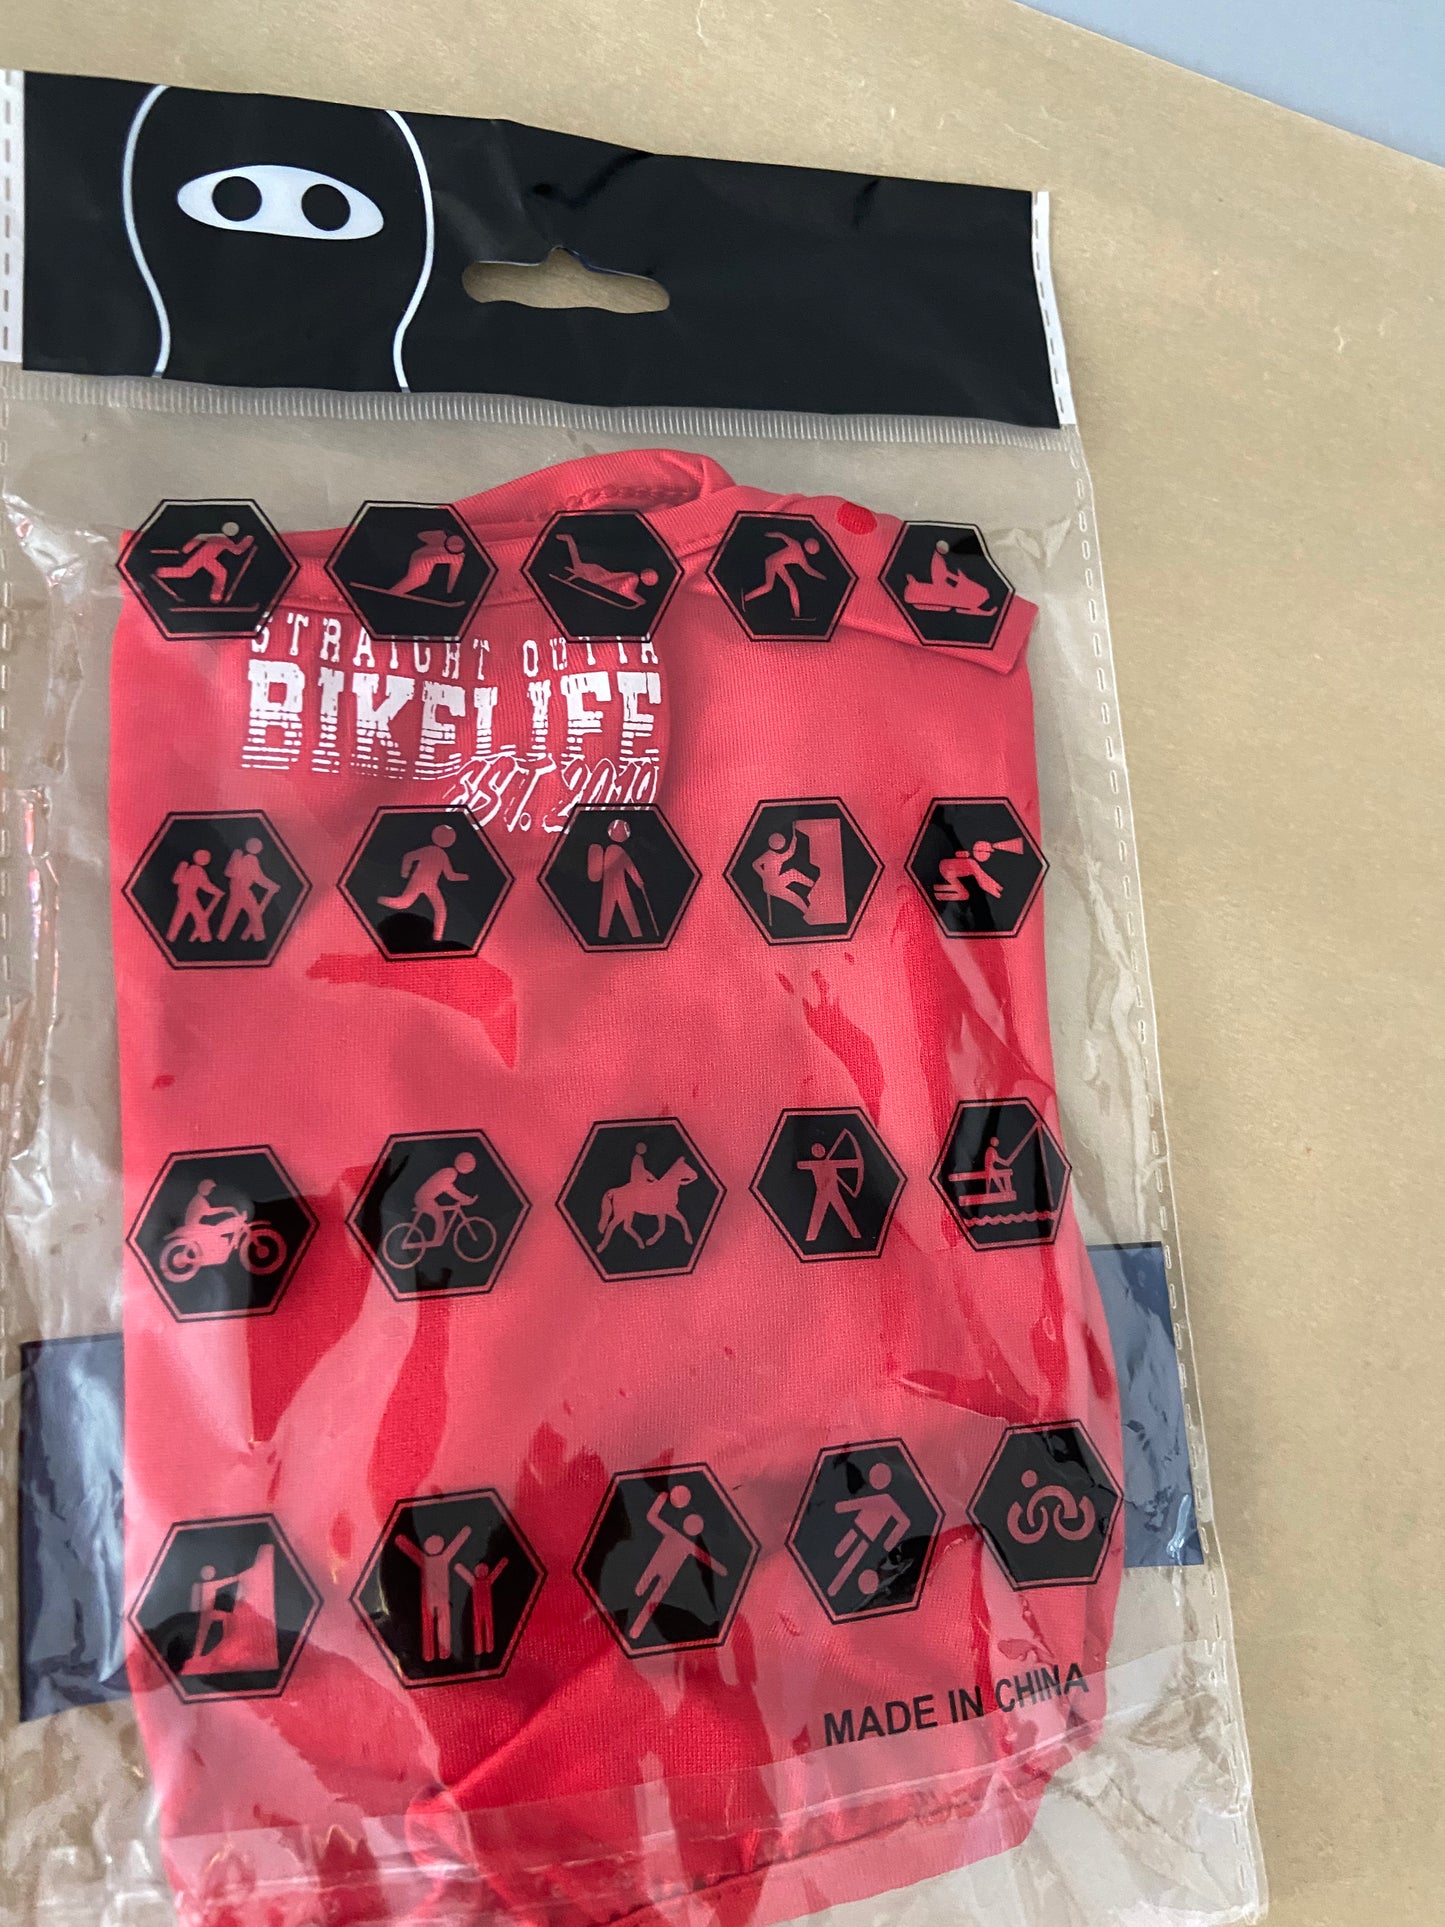 STRAIGHT OUTTA
BIKELIFE
EST. 2019
MADE IN CHINA